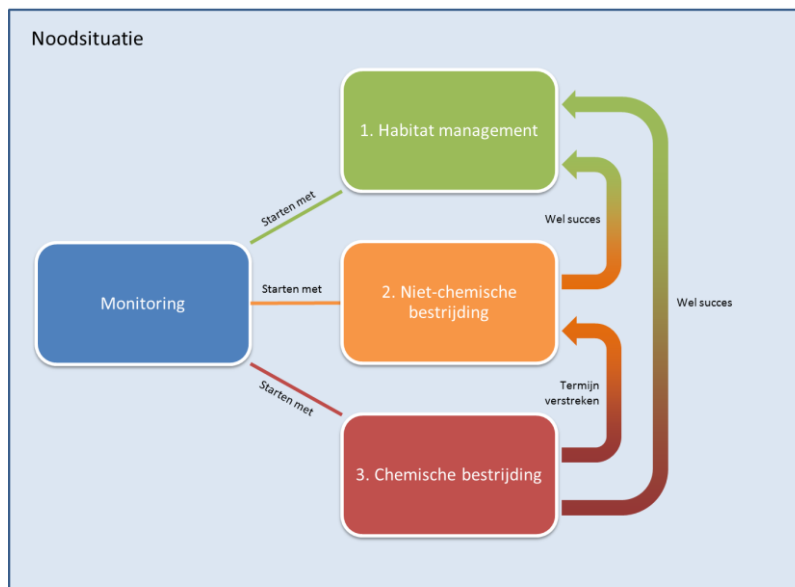 Noodsituatie
1. Habitat management
Starten met
Wel succes
Monitoring
Starten met
2. Niet-chemische
bestrijding
Wel succes
Starten met
Termijn
verstreken
3. Chemische bestrijding